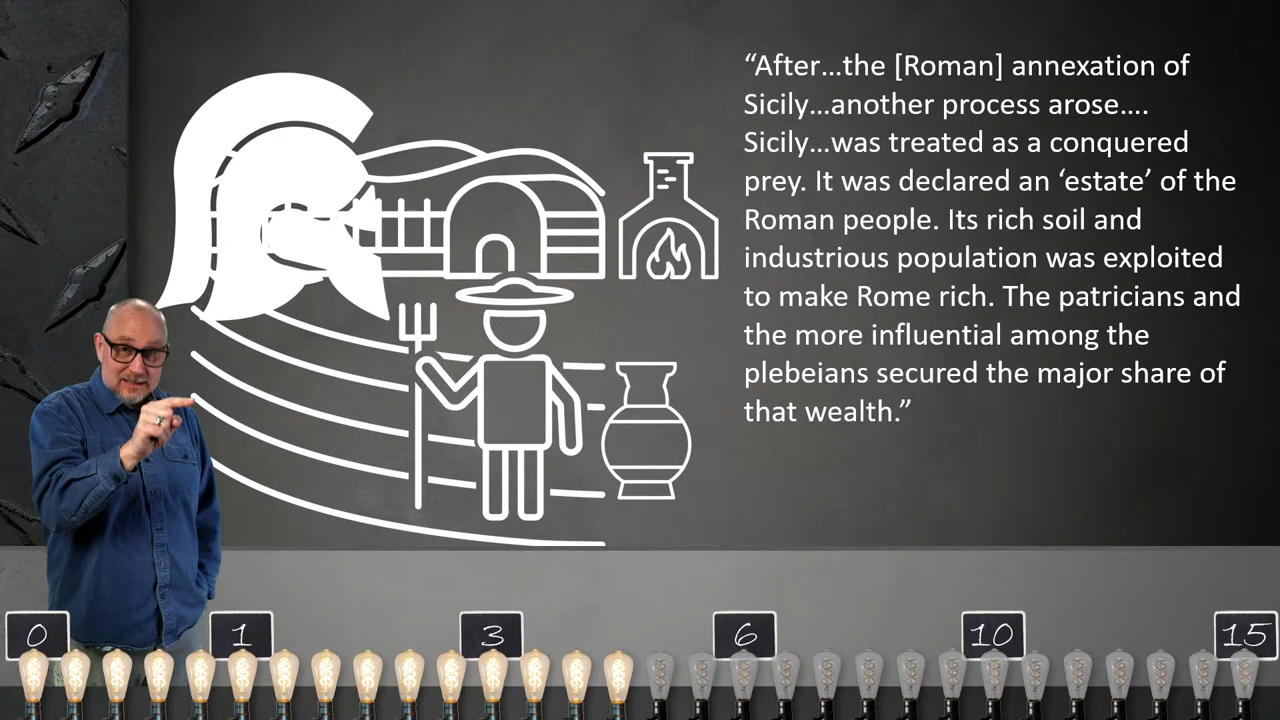 “After…the [Roman] annexation of
Sicily…another process arose….
Sicily…was treated as a conquered
prey. It was declared an ‘estate’ of the
Roman people. Its rich soil and
industrious population was exploited
to make Rome rich. The patricians and
the more influential among the
plebeians secured the major share of
that wealth.”
0
1
3
6
10
15